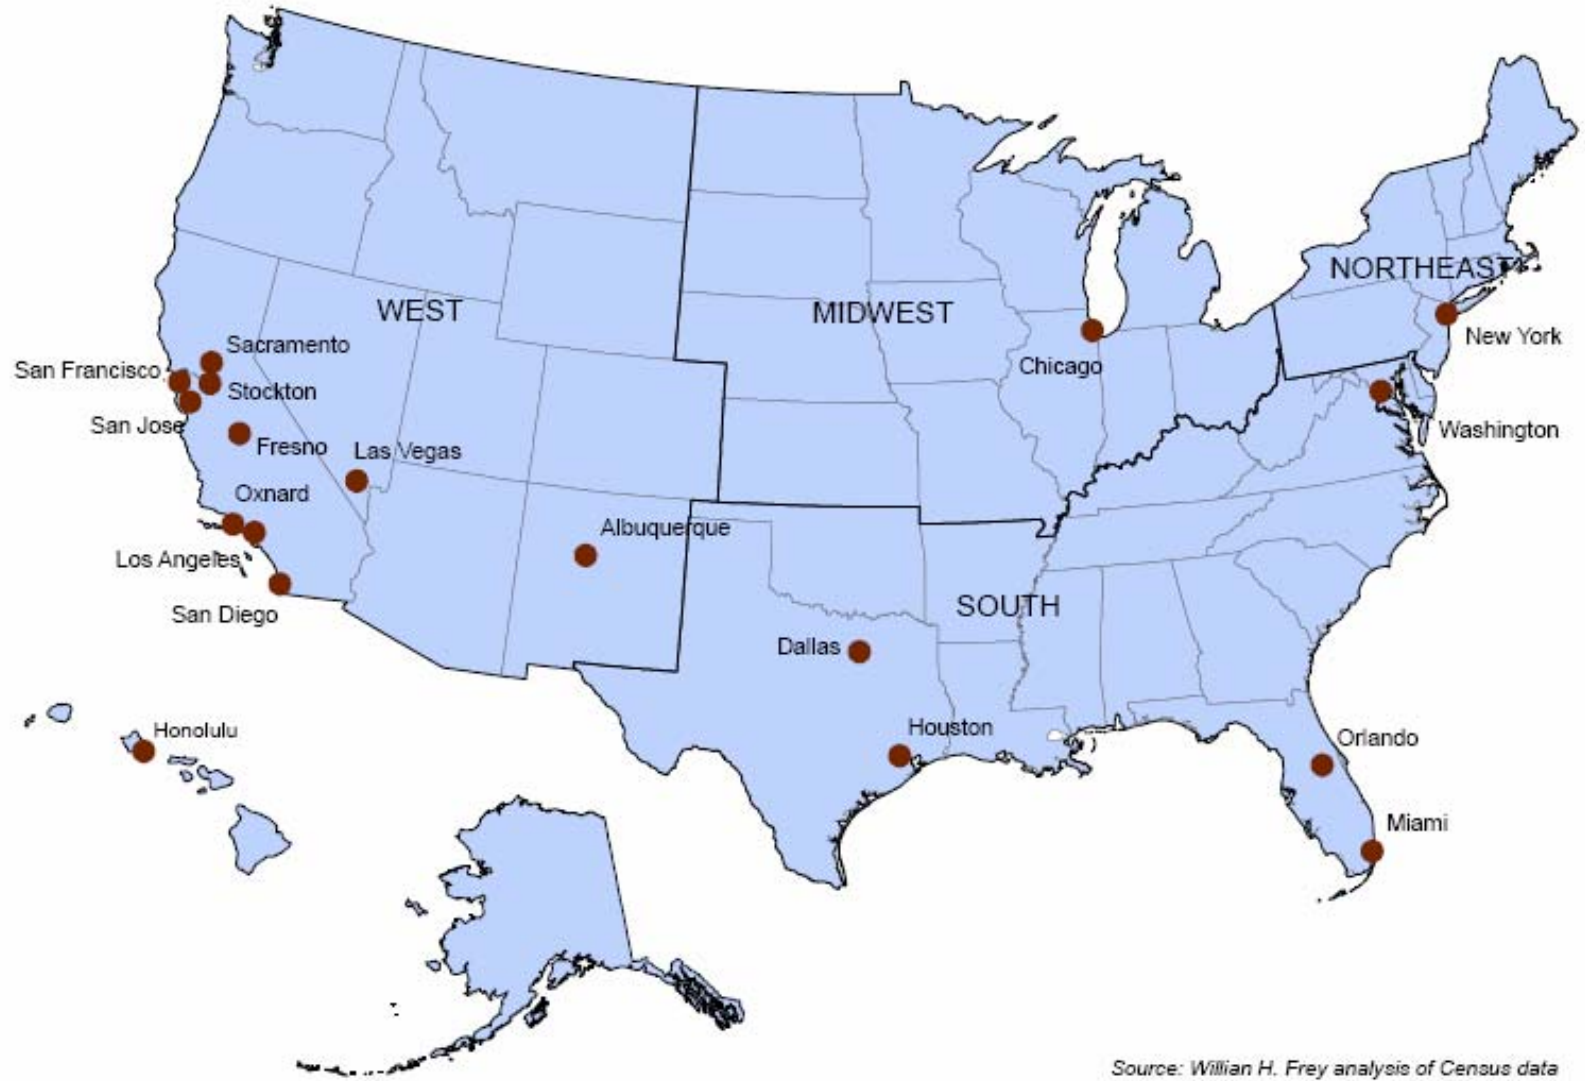 NORTHEAST
WEST
MIDWEST
New York
Sacramento
Chicago
San Francisco
Stockton
San Jose
Washington
Fresno
Las Vegas
Oxnard
Albuquerque
Los Angeles
San Diego
SOUTH
Dallas
Honolulu
Houston
Orlando
Miami
Source: Willian H. Frey analysis of Census data